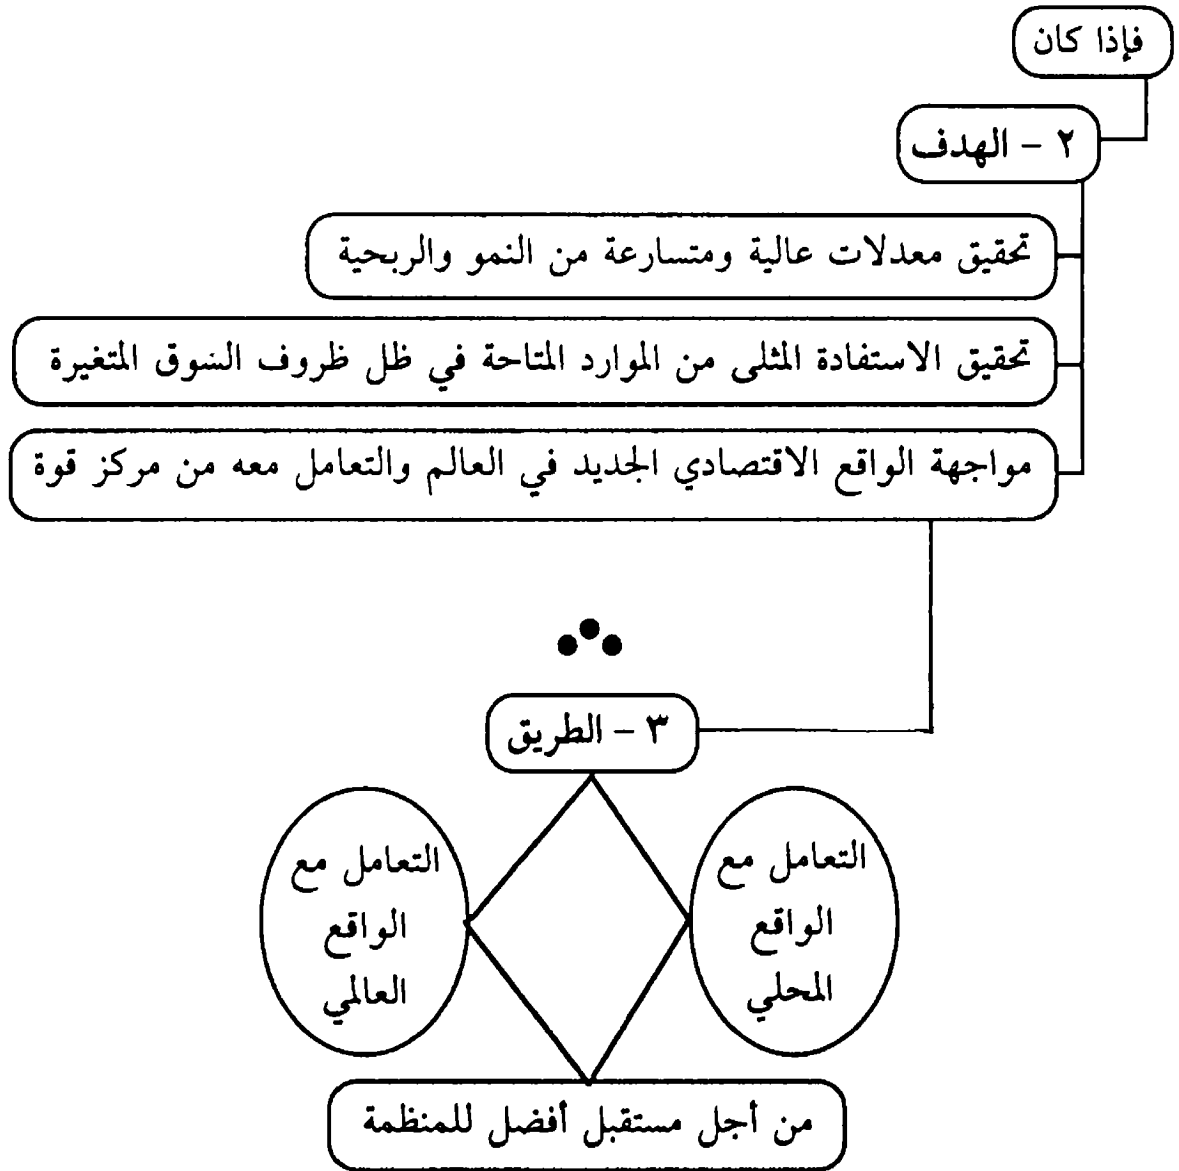 فإذا كان
٢ - الهدف
تحقيق معدلات عالية ومتسارعة من النمو والربحية
تحقيق الاستفادة المثلى من الموارد المتاحة في ظل ظروف السوق المتغيرة
مواجهة الواقع الاقتصادي الجديد في العالم والتعامل معه من مركز قوة
٣ - الطريق
التعامل مع
الواقع
المحلي
التعامل مع
الواقع
العالمي
من أجل مستقبل أفضل للمنظمة